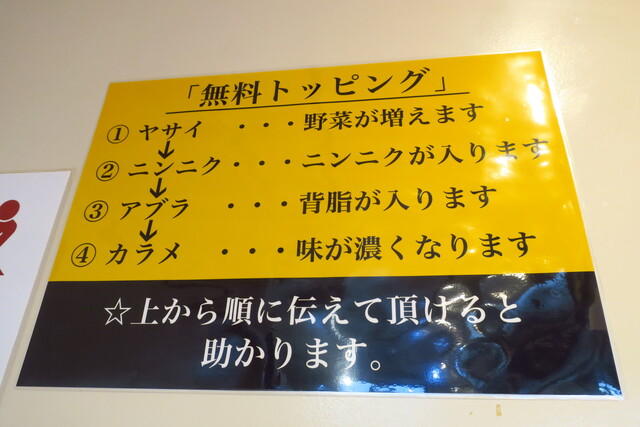 「無料トッピング」
① ヤサイ ・・・野菜が増えます
↓
② ニンニク・・・ニンニクが入ります
↓
③ アブラ ・・・背脂が入ります
↓
④ カラメ ・・・味が濃くなります
☆上から順に伝えて頂けると
助かります。